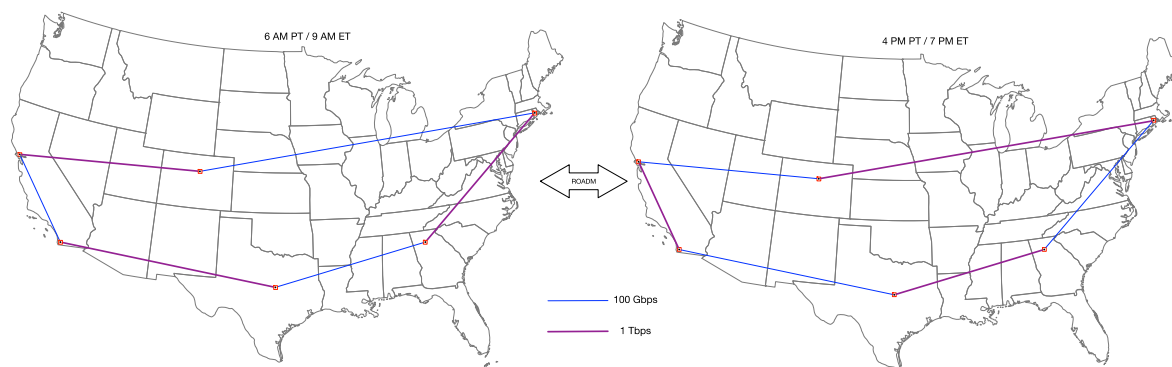 6 AM PT / 9 AM ET
4 PM PT / 7 PM ET
ROADM
100 Gbps
1 Tbps